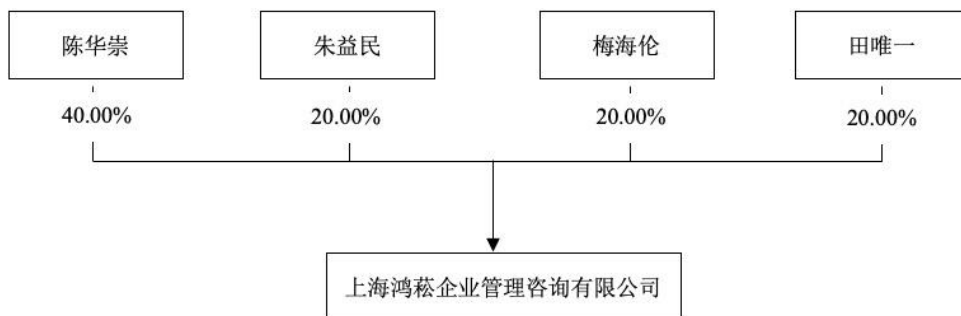 陈华崇
朱益民
梅海伦
田唯一
40.00%
20.00%
20.00%
20.00%
上海鸿菘企业管理咨询有限公司